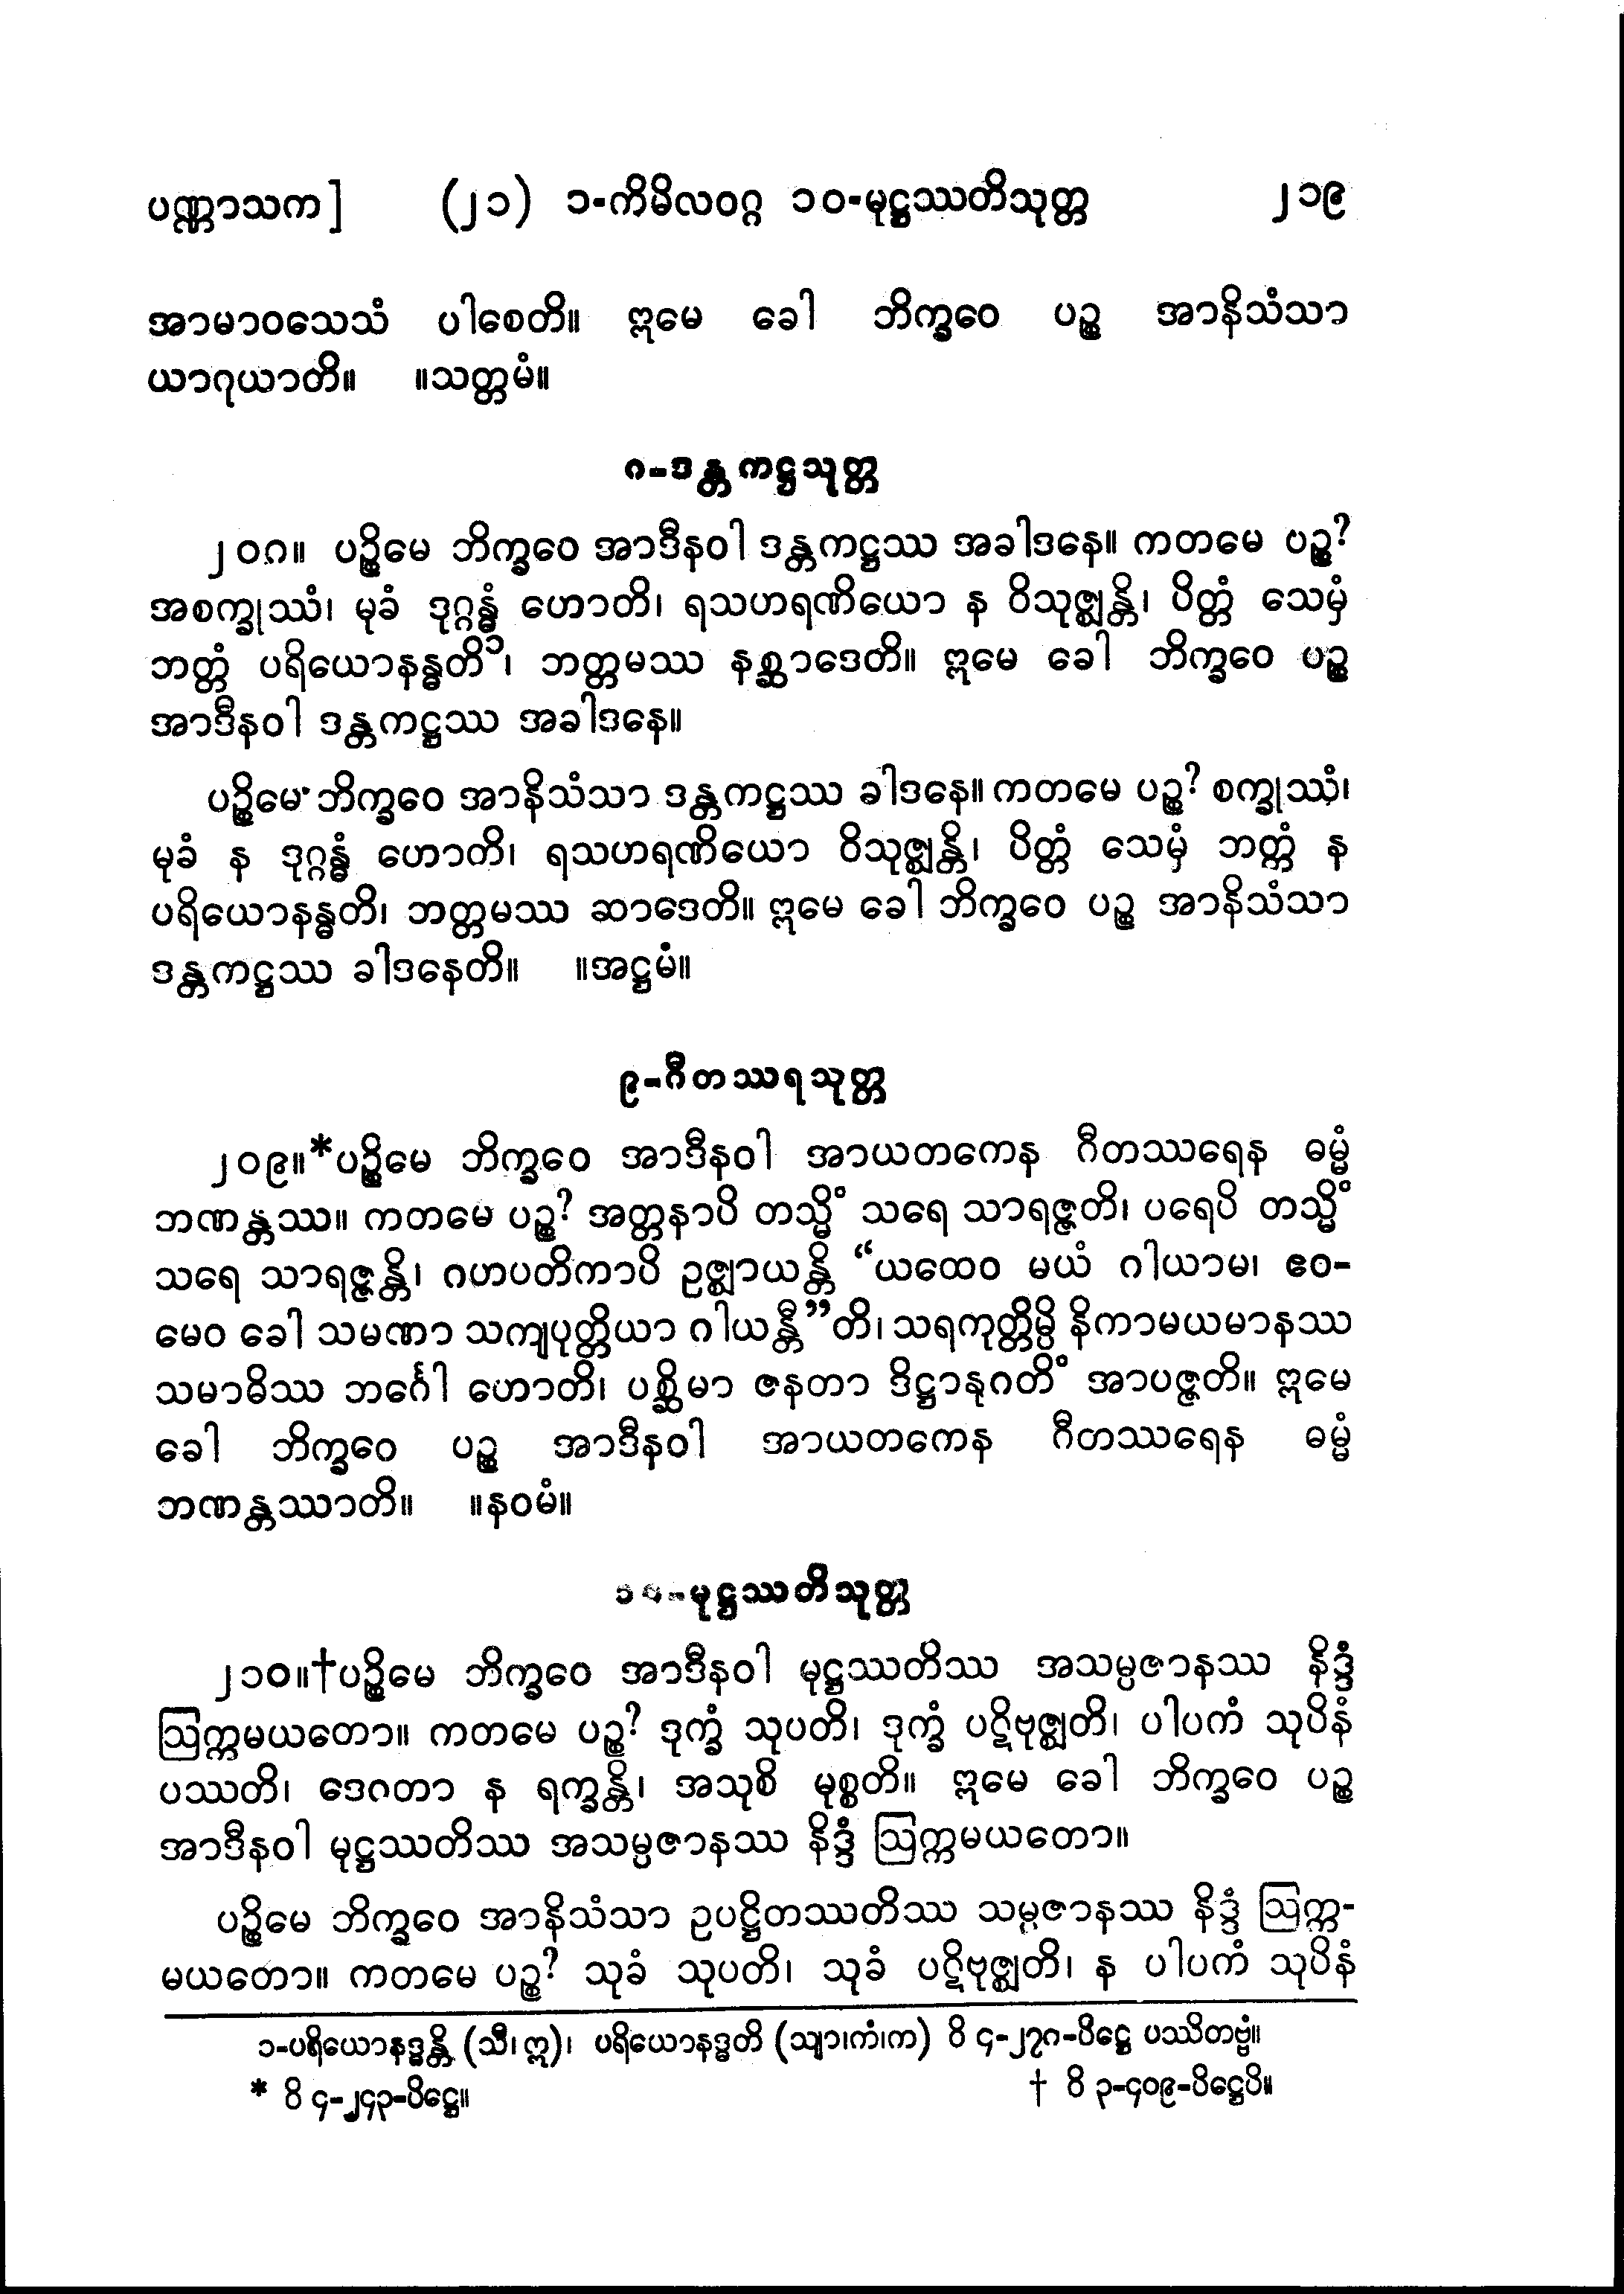 ပဏ္ဏာသက]	(၂၁) ၁-ကိမိလဝဂ္ဂ ၁၀-မုဋ္ဌဿတိသုတ္တ	၂၁၉
အာမာဝသေသံ ပါစေတိ။ ဣမေ ခေါ ဘိက္ခဝေ ပဉ္စ အာနိသံသာ
ယာဂုယာတိ။ ။သတ္တမံ။
၈-ဒန္တကဋ္ဌသုတ္တ
၂၀၈။ ပဉ္စိမေ ဘိက္ခဝေ အာဒီနဝါ ဒန္တကဋ္ဌဿ အခါဒနေ။ ကတမေ ပဉ္စ?
အစက္ခုဿံ၊ မုခံ ဒုဂ္ဂန္ဓံ ဟောတိ၊ ရသဟရဏိယော န ဝိသုဇ္ဈန္တိ၊ ပိတ္တံ သေမှံ
ဘတ္တံ ပရိယောနန္ဓတိ၁၊ ဘတ္တမဿ နစ္ဆာဒေတိ။ ဣမေ ခေါ ဘိက္ခဝေ ပဉ္စ
အာဒီနဝါ ဒန္တကဋ္ဌဿ အခါဒနေ။
ပဉ္စိမေ ဘိက္ခဝေ အာနိသံသာ ဒန္တကဋ္ဌဿ ခါဒနေ။ ကတမေ ပဉ္စ? စက္ခုဿံ၊
မုခံ န ဒုဂ္ဂန္ဓံ ဟောတိ၊ ရသဟရဏိယော ဝိသုဇ္ဈန္တိ၊ ပိတ္တံ သေမှံ ဘတ္တံ န
ပရိယောနန္ဓတိ၊ ဘတ္တမဿ ဆာဒေတိ။ ဣမေ ခေါ ဘိက္ခဝေ ပဉ္စ အာနိသံသာ
ဒန္တကဋ္ဌဿ ခါဒနေတိ။ ။အဋ္ဌမံ။
၉-ဂီတဿရသုတ္တ
၂၀၉။*ပဉ္စိမေ ဘိက္ခဝေ အာဒီနဝါ အာယတကေန ဂီတဿရေန ဓမ္မံ
ဘဏန္တဿ။ ကတမေ ပဉ္စ? အတ္တနာပိ တသ္မိံ သရေ သာရဇ္ဇတိ၊ ပရေပိ တသ္မိံ
သရေ သာရဇ္ဇန္တိ၊ ဂဟပတိကာပိ ဥဇ္ဈာယန္တိ “ယထေဝ မယံ ဂါယာမ၊ ဧဝ-
မေဝ ခေါ သမဏာ သကျပုတ္တိယာ ဂါယန္တီ”တိ၊ သရကုတ္တိမ္ပိ နိကာမယမာနဿ
သမာဓိဿ ဘင်္ဂေါ ဟောတိ၊ ပစ္ဆိမာ ဇနတာ ဒိဋ္ဌာနုဂတိံ အာပဇ္ဇတိ။ ဣမေ
ခေါ ဘိက္ခဝေ ပဉ္စ အာဒီနဝါ အာယတကေန ဂီတဿရေန ဓမ္မံ
ဘဏန္တဿာတိ။ ။နဝမံ။
၁၀-မုဋ္ဌဿတိသုတ္တ
၂၁၀။†ပဉ္စိမေ ဘိက္ခဝေ အာဒီနဝါ မုဋ္ဌဿတိဿ အသမ္ပဇာနဿ နိဒ္ဒံ
ဩက္ကမယတော။ ကတမေ ပဉ္စ? ဒုက္ခံ သုပတိ၊ ဒုက္ခံ ပဋိဗုဇ္ဈတိ၊ ပါပကံ သုပိနံ
ပဿတိ၊ ဒေဝတာ န ရက္ခန္တိ၊ အသုစိ မုစ္စတိ။ ဣမေ ခေါ ဘိက္ခဝေ ပဉ္စ
အာဒီနဝါ မုဋ္ဌဿတိဿ အသမ္ပဇာနဿ နိဒ္ဒံ ဩက္ကမယတော။
ပဉ္စိမေ ဘိက္ခဝေ အာနိသံသာ ဥပဋ္ဌိတဿတိဿ သမ္ပဇာနဿ နိဒ္ဒံ ဩက္က-
မယတော။ ကတမေ ပဉ္စ? သုခံ သုပတိ၊ သုခံ ပဋိဗုဇ္ဈတိ၊ န ပါပကံ သုပိနံ
၁-ပရိယောနဒ္ဓန္တိ (သီ၊ဣ)၊ ပရိယောနဒ္ဓတိ (သျာ၊ကံ၊က) ဝိ ၄-၂၇၈-ပိဋ္ဌေ ပဿိတဗ္ဗံ။
* ဝိ ၄-၂၄၃-ပိဋ္ဌေ။	† ဝိ ၃-၄၀၉-ပိဋ္ဌေပိ။